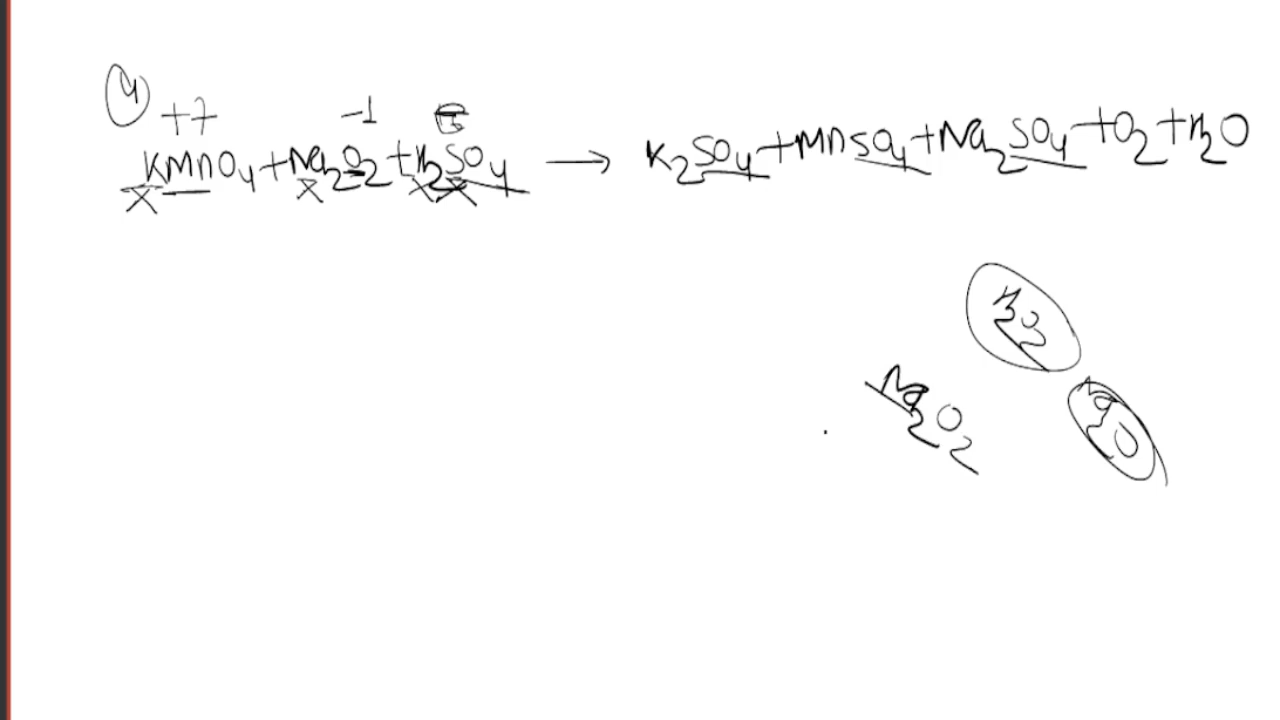 4
+7 -1
KMnO4 + Na2O2 + H2SO4 → K2SO4 + MnSO4 + Na2SO4 + O2 + H2O
X X X X
Na2O2